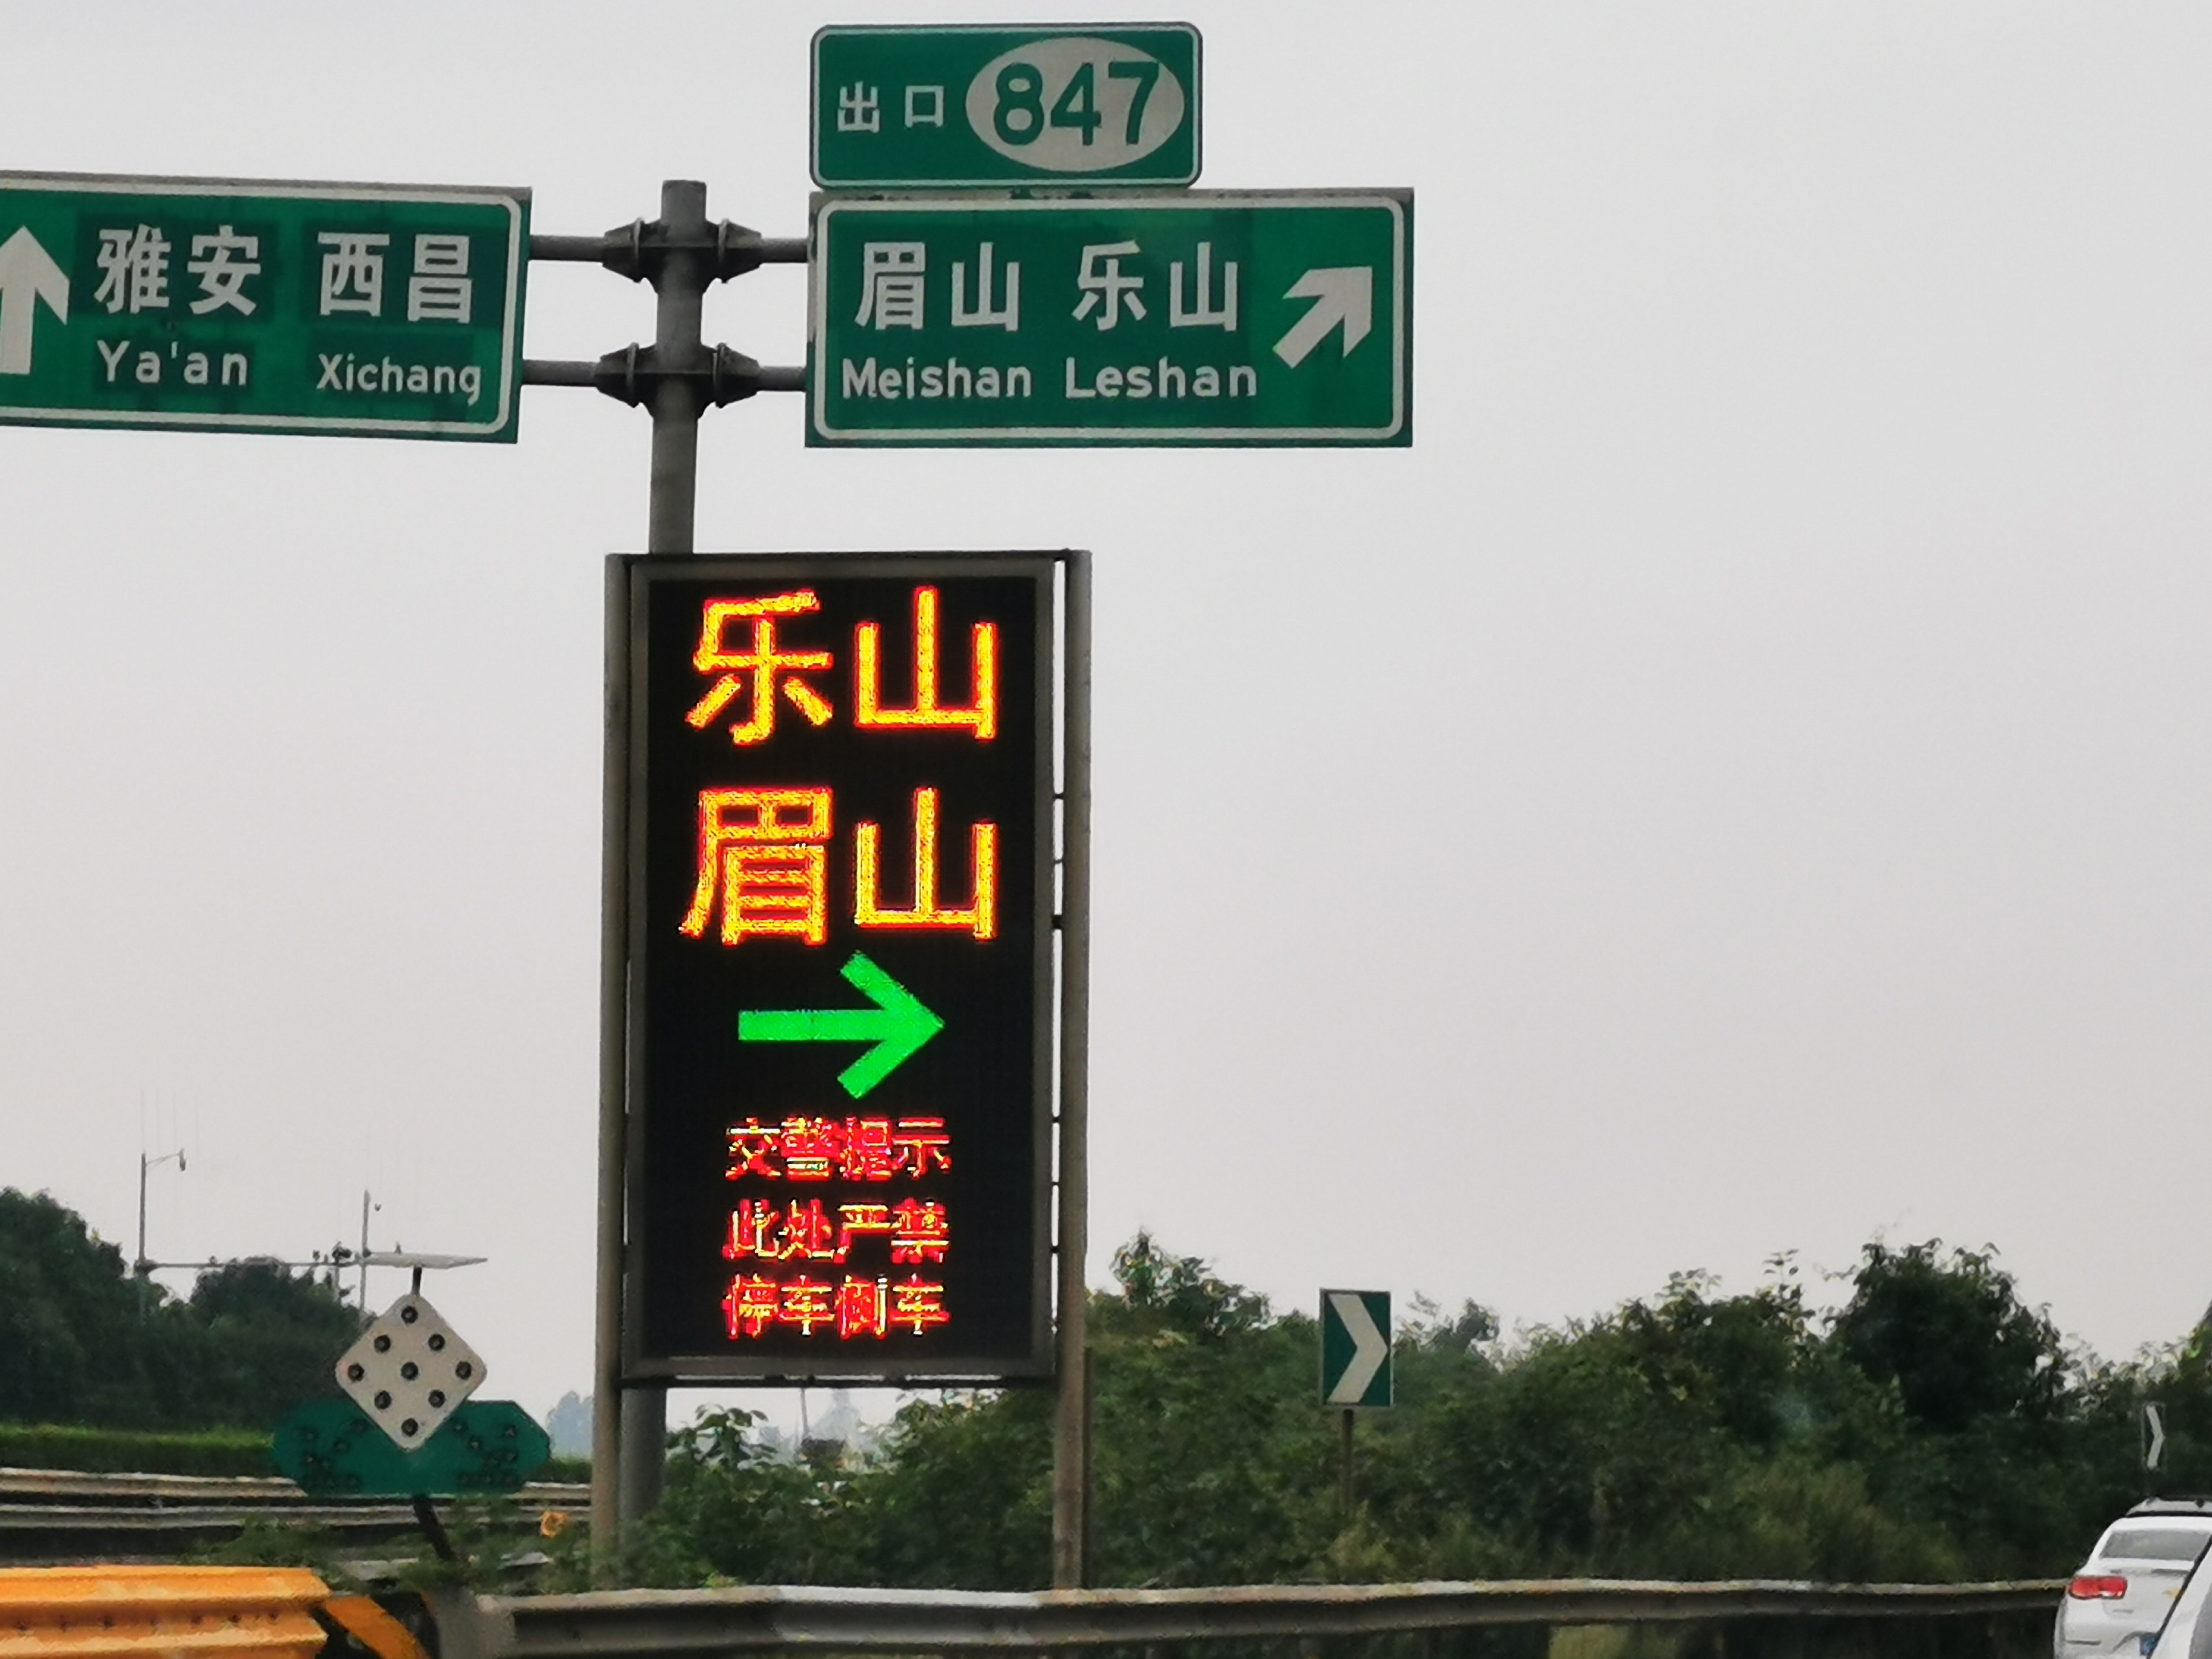 出口 847
雅安 西昌
Ya'an Xichang
眉山 乐山
Meishan Leshan
乐山
眉山
交警提示
此处严禁
停车倒车